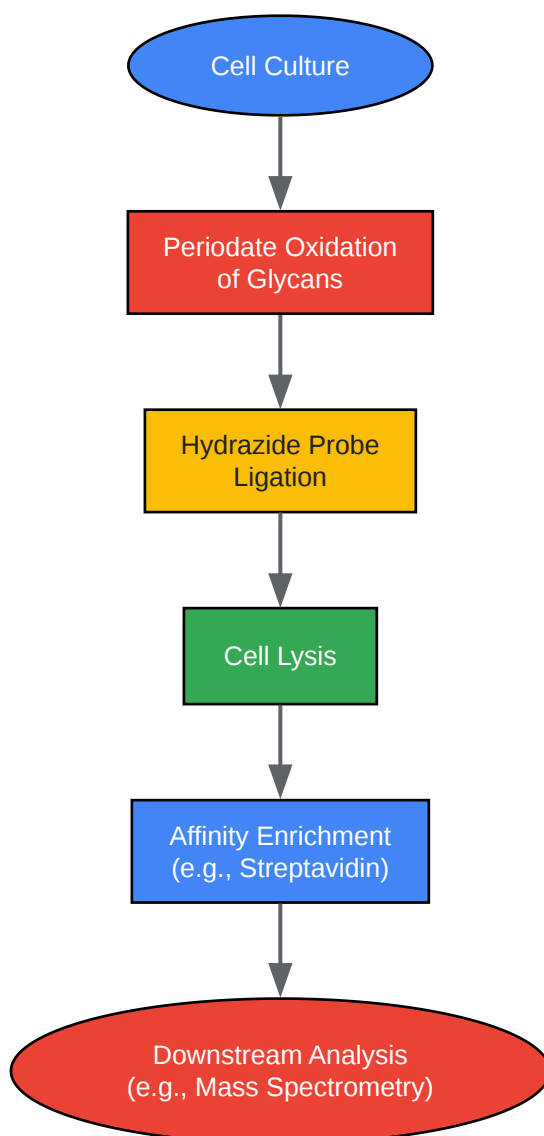 Cell Culture
Periodate Oxidation
of Glycans
Hydrazide Probe
Ligation
Cell Lysis
Affinity Enrichment
(e.g., Streptavidin)
Downstream Analysis
(e.g., Mass Spectrometry)